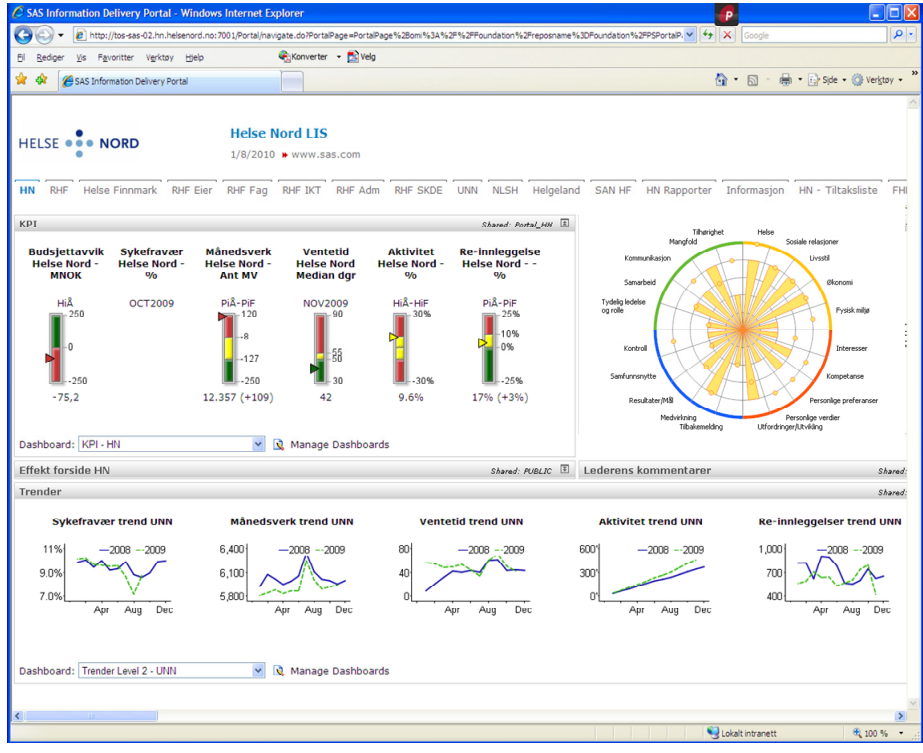 SAS Information Delivery Portal - Windows Internet Explorer
http://tos-sas-02.hn.helsenord.no:7001/Portal/navigate.do?PortalPage=PortalPage%2Bomi%3A%2F%2FFoundation%2Freposname%3DFoundation%2FPSPortalP.
Google
Fil Rediger Vis Favoritter Verktøy Hjelp
Konverter Velg
SAS Information Delivery Portal
Side Verktøy »
HELSE NORD
Helse Nord LIS
1/8/2010 » www.sas.com
HN RHF Helse Finnmark RHF Eier RHF Fag RHF IKT RHF Adm RHF SKDE UNN NLSH Helgeland SAN HF HN Rapporter Informasjon HN - Tiltaksliste FH
KPI Shared: Portal_HN
Budsjettavvik Helse Nord - MNOK
HiÅ
250
-0
-250
-75,2
Sykefravær Helse Nord - %
OCT2009
Månedsverk Helse Nord - Ant MV
PiÅ-PiF
120
-8
-127
-250
12.357 (+109)
Ventetid Helse Nord Median dgr
NOV2009
90
55
50
30
42
Aktivitet Helse Nord - %
HiÅ-HiF
30%
-30%
9.6%
Re-innleggelse Helse Nord - - %
PiÅ-PiF
25%
10%
0%
-25%
17% (+3%)
Dashboard: KPI - HN Manage Dashboards
Tilhørighet
Helse
Mangfold
Sosiale relasjoner
Kommunikasjon
Livsstil
Samarbeid
Økonomi
Tydelig ledelse
og rolle
Fysisk miljø
Kontroll
Interesser
Samfunnsnytte
Kompetanse
Resultater/Mål
Personlige preferanser
Medvirkning
Personlige verdier
Tilbakemelding
Utfordringer/Utvikling
Effekt forside HN Shared: PUBLIC
Lederens kommentarer Shared:
Trender Shared:
Sykefravær trend UNN
2008 2009
11%
9.0%
7.0%
Apr Aug Dec
Månedsverk trend UNN
2008 2009
6,400
6,100
5,800
Apr Aug Dec
Ventetid trend UNN
2008 2009
80
40
0
Apr Aug Dec
Aktivitet trend UNN
2008 2009
600'
300'
0'
Apr Aug Dec
Re-innleggelser trend UNN
2008 2009
1,000
700
400
Apr Aug Dec
Dashboard: Trender Level 2 - UNN Manage Dashboards
Lokalt intranett 100 %